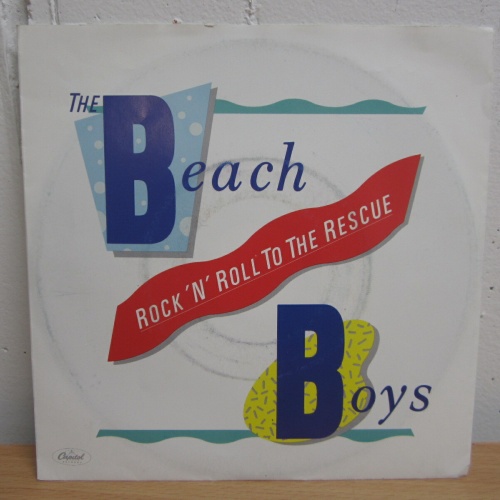 The Beach
Rock 'N' Roll To The Rescue
Boys
Capitol